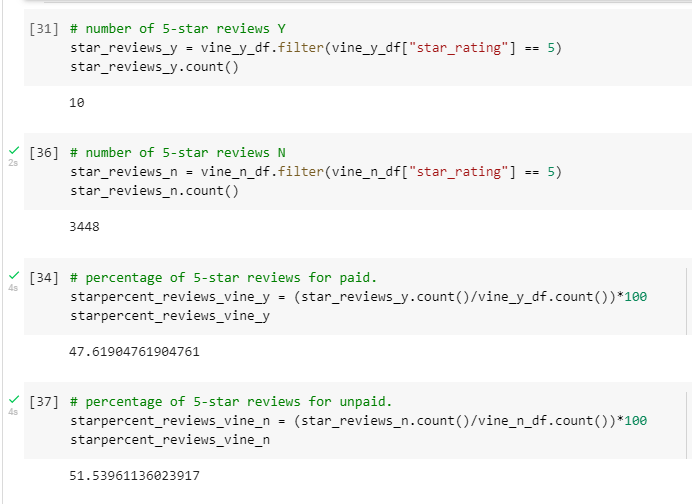 [31] # number of 5-star reviews Y
star_reviews_y = vine_y_df.filter(vine_y_df["star_rating"] == 5)
star_reviews_y.count()
10
[36] # number of 5-star reviews N
2s
star_reviews_n = vine_n_df.filter(vine_n_df["star_rating"] == 5)
star_reviews_n.count()
3448
[34] # percentage of 5-star reviews for paid.
4s
starpercent_reviews_vine_y = (star_reviews_y.count()/vine_y_df.count())*100
starpercent_reviews_vine_y
47.61904761904761
[37] # percentage of 5-star reviews for unpaid.
4s
starpercent_reviews_vine_n = (star_reviews_n.count()/vine_n_df.count())*100
starpercent_reviews_vine_n
51.53961136023917